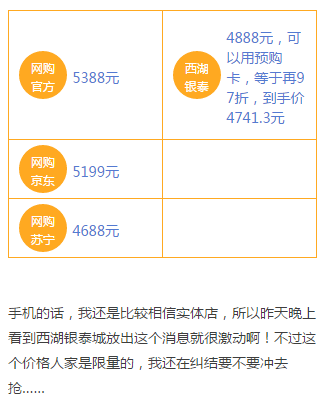 网购
官方
5388元
西湖
银泰
4888元，可
以用预购
卡，等于再9
7折，到手价
4741.3元
网购
京东
5199元
网购
苏宁
4688元
手机的话，我还是比较相信实体店，所以昨天晚上
看到西湖银泰城放出这个消息就很激动啊！不过这
个价格人家是限量的，我还在纠结要不要冲去
抢......